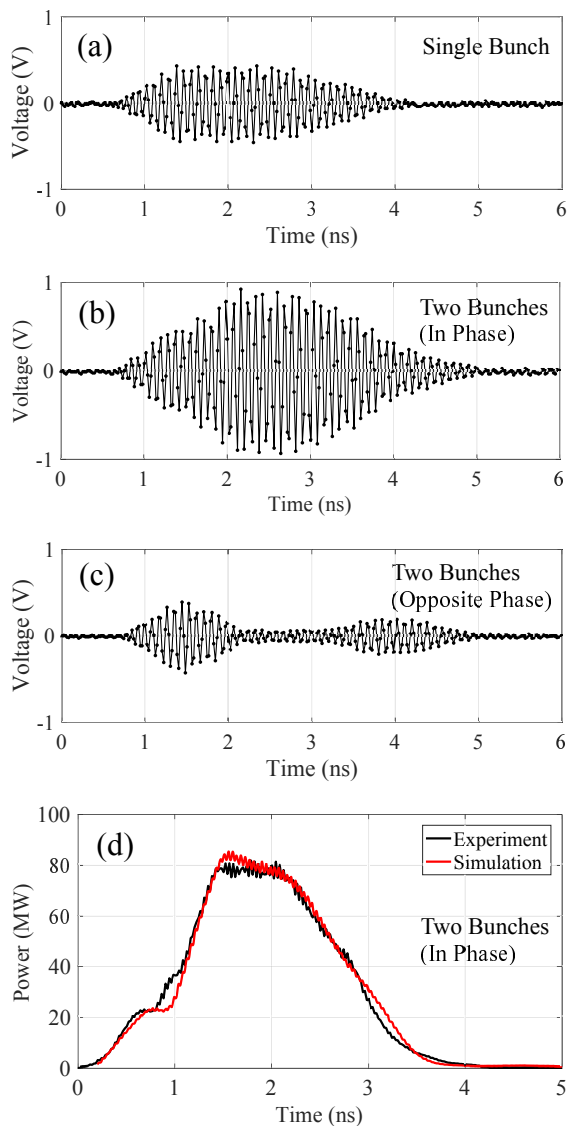 (a)
Single Bunch
Voltage (V)
1
0
-1
0 1 2 3 4 5 6
Time (ns)
(b)
Two Bunches
(In Phase)
Voltage (V)
1
0
-1
0 1 2 3 4 5 6
Time (ns)
(c)
Two Bunches
(Opposite Phase)
Voltage (V)
1
0
-1
0 1 2 3 4 5 6
Time (ns)
(d)
Experiment
Simulation
Two Bunches
(In Phase)
Power (MW)
100
80
60
40
20
0
0 1 2 3 4 5
Time (ns)